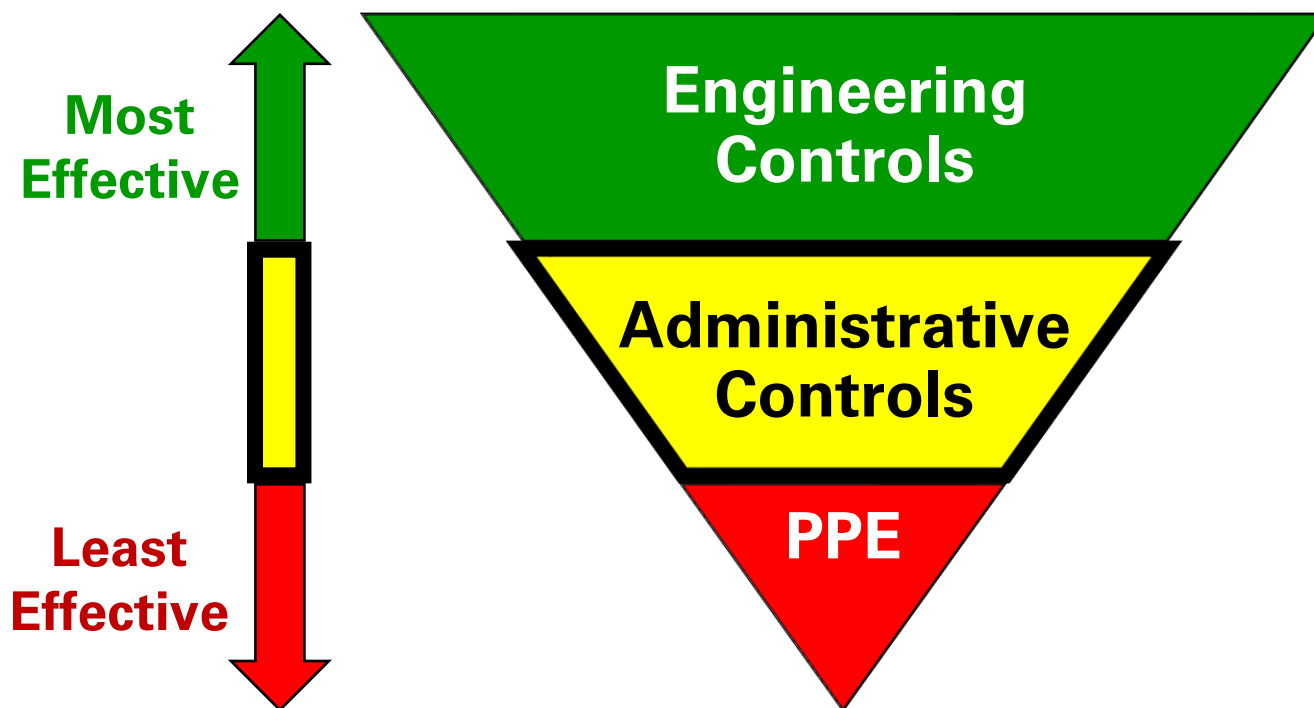 Most
Effective
Engineering
Controls
Administrative
Controls
Least
Effective
PPE